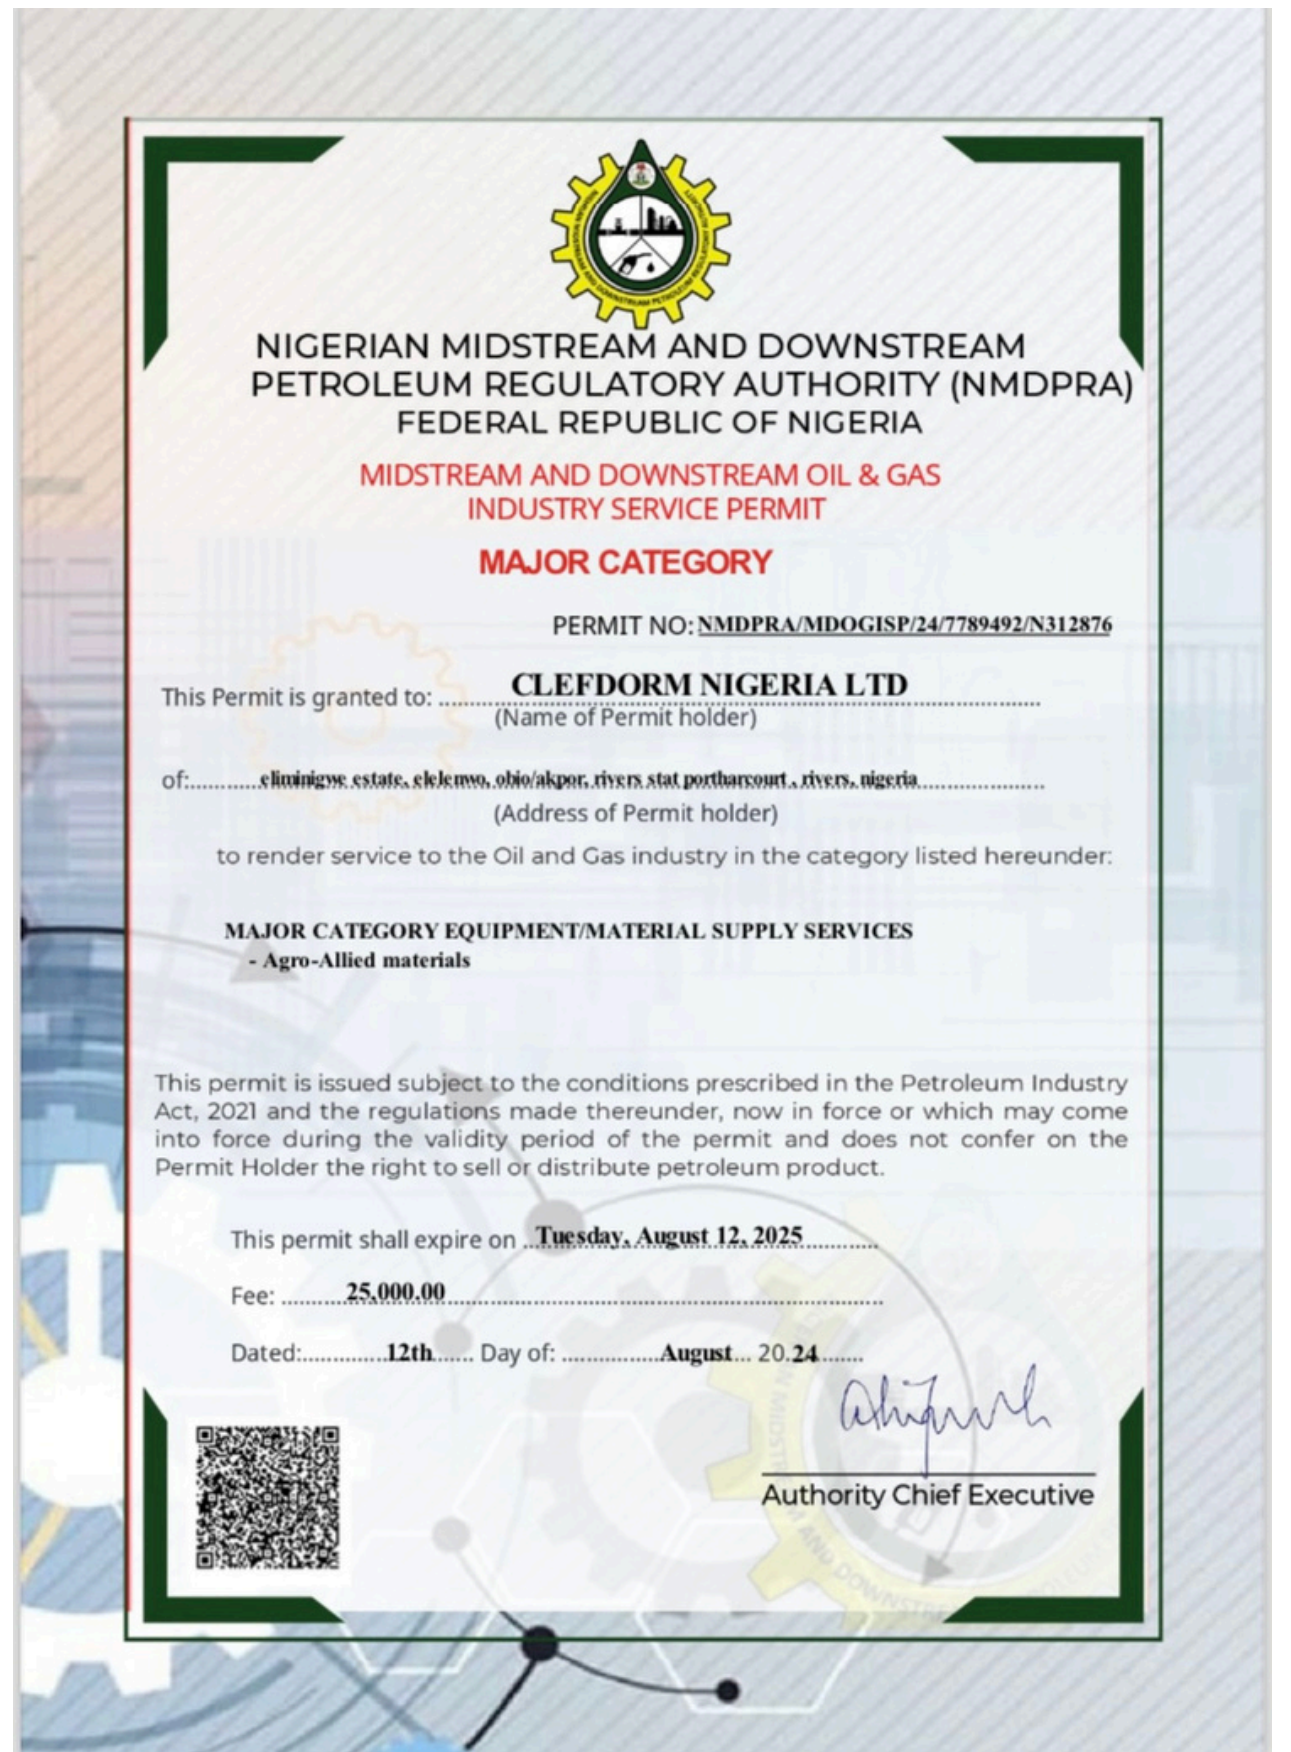 NIGERIAN MIDSTREAM AND DOWNSTREAM PETROLEUM REGULATORY AUTHORITY
NIGERIAN MIDSTREAM AND DOWNSTREAM
PETROLEUM REGULATORY AUTHORITY (NMDPRA)
FEDERAL REPUBLIC OF NIGERIA
MIDSTREAM AND DOWNSTREAM OIL & GAS
INDUSTRY SERVICE PERMIT
MAJOR CATEGORY
PERMIT NO: NMDPRA/MDOGISP/24/7789492/N312876
This Permit is granted to: CLEFDORM NIGERIA LTD
(Name of Permit holder)
of: eliminigwe estate, elelenwo, obio/akpor, rivers stat portharcourt , rivers, nigeria
(Address of Permit holder)
to render service to the Oil and Gas industry in the category listed hereunder:
MAJOR CATEGORY EQUIPMENT/MATERIAL SUPPLY SERVICES
- Agro-Allied materials
This permit is issued subject to the conditions prescribed in the Petroleum Industry
Act, 2021 and the regulations made thereunder, now in force or which may come
into force during the validity period of the permit and does not confer on the
Permit Holder the right to sell or distribute petroleum product.
This permit shall expire on Tuesday, August 12, 2025
Fee: 25,000.00
Dated: 12th Day of: August 20.24
Authority Chief Executive